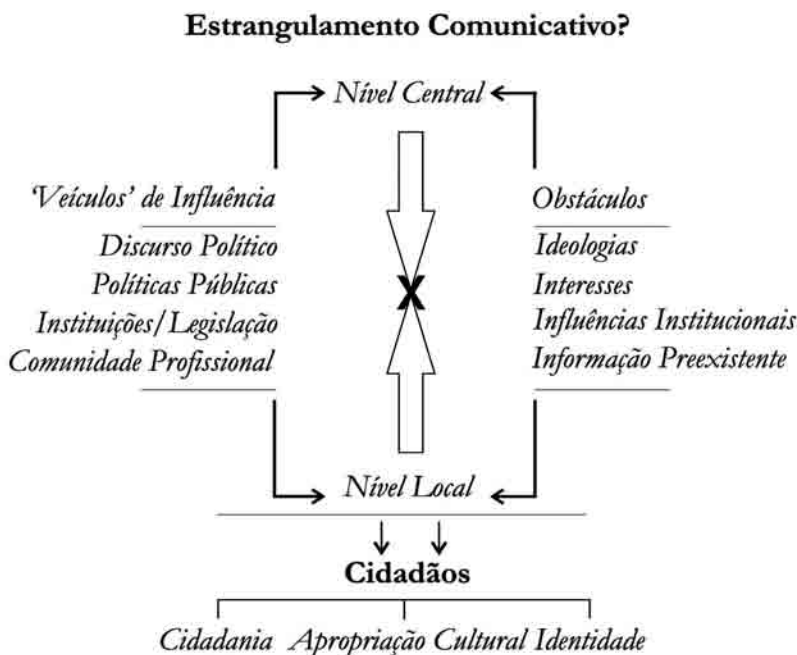 Estrangulamento Comunicativo?
Nível Central
‘Veículos’ de Influência
Discurso Político
Políticas Públicas
Instituições/Legislação
Comunidade Profissional
X
Obstáculos
Ideologias
Interesses
Influências Institucionais
Informação Preexistente
Nível Local
Cidadãos
Cidadania Apropriação Cultural Identidade